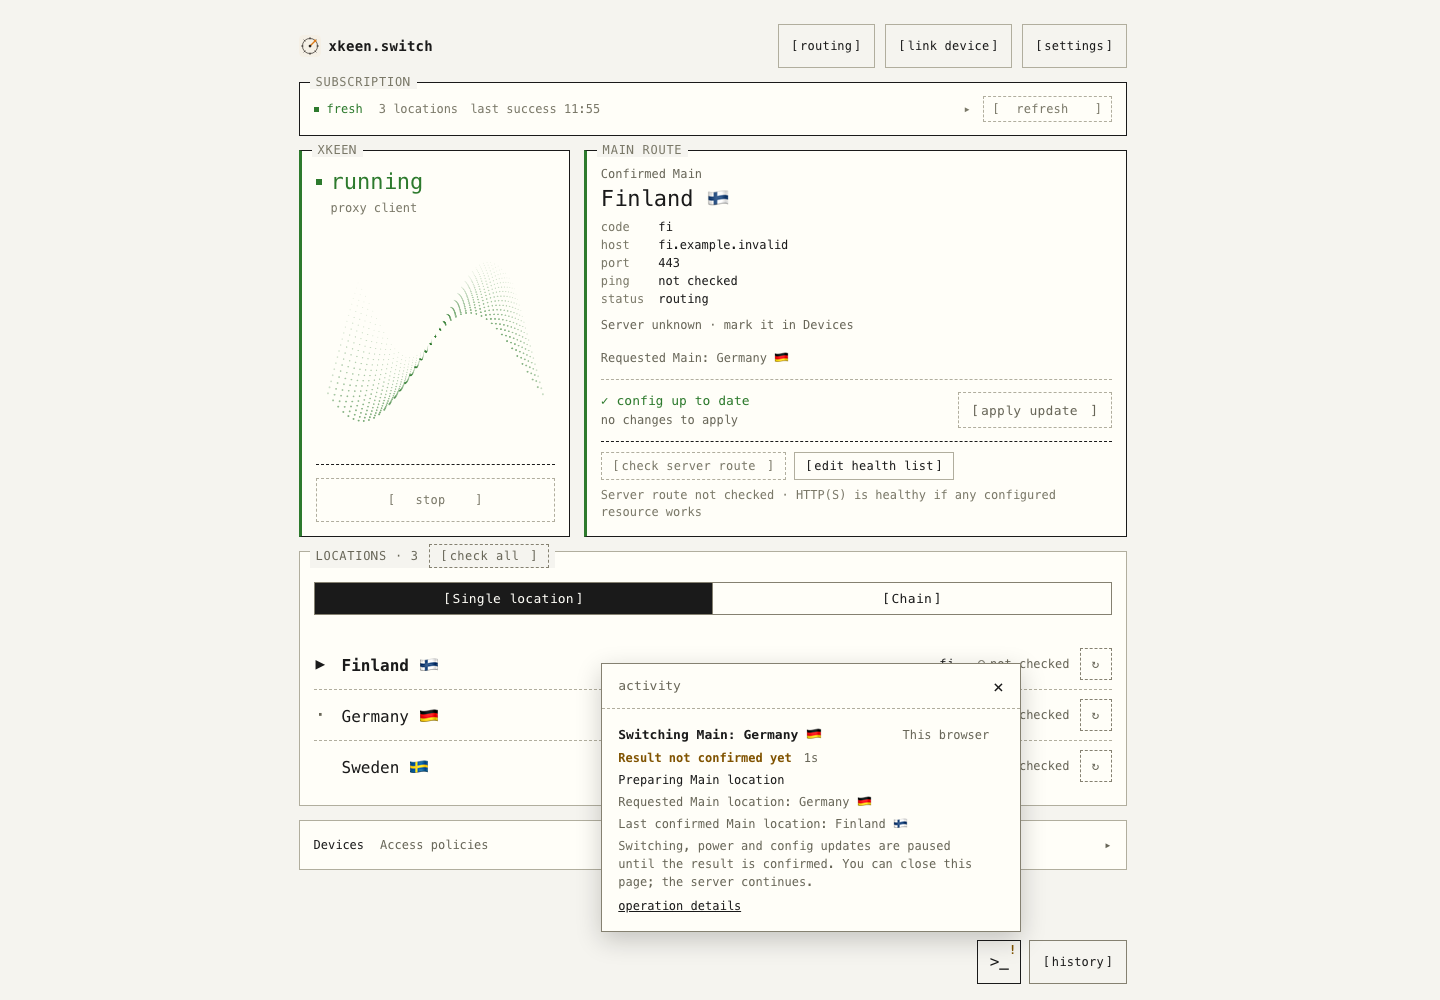 xkeen.switch
[routing]
[link device]
[settings]
SUBSCRIPTION
fresh 3 locations last success 11:55
[ refresh ]
XKEEN
running
proxy client
[ stop ]
MAIN ROUTE
Confirmed Main
Finland
code fi
host fi.example.invalid
port 443
ping not checked
status routing
Server unknown · mark it in Devices
Requested Main: Germany
✓ config up to date
no changes to apply
[apply update ]
[check server route ]
[edit health list]
Server route not checked · HTTP(S) is healthy if any configured
resource works
LOCATIONS · 3 [check all ]
[Single location]
[Chain]
▶ Finland
checked ↻
· Germany
checked ↻
Sweden
checked ↻
activity ×
Switching Main: Germany This browser
Result not confirmed yet 1s
Preparing Main location
Requested Main location: Germany
Last confirmed Main location: Finland
Switching, power and config updates are paused
until the result is confirmed. You can close this
page; the server continues.
operation details
Devices Access policies
>_ !
[history]